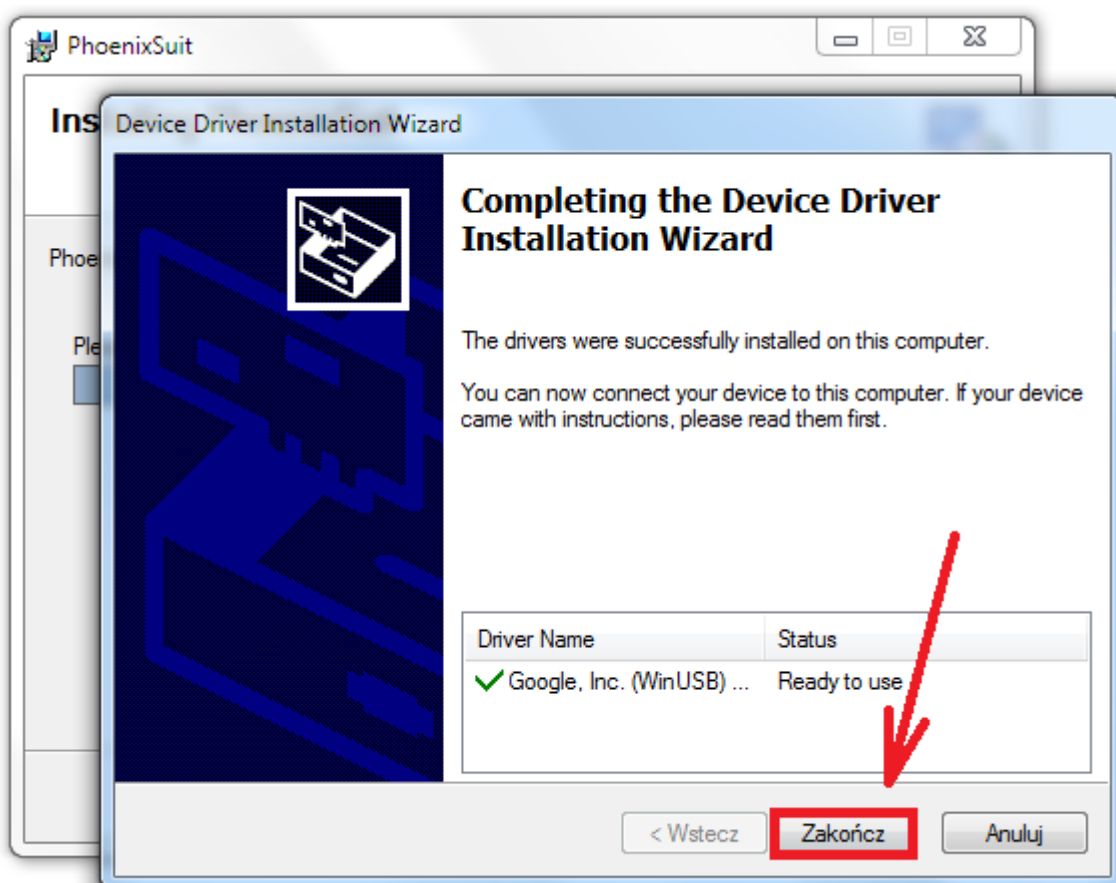 PhoenixSuit
Ins
Device Driver Installation Wizard
Completing the Device Driver
Installation Wizard
Phoe
The drivers were successfully installed on this computer.
Ple
You can now connect your device to this computer. If your device
came with instructions, please read them first.
Driver Name Status
Google, Inc. (WinUSB) ... Ready to use
< Wstecz Zakończ Anuluj